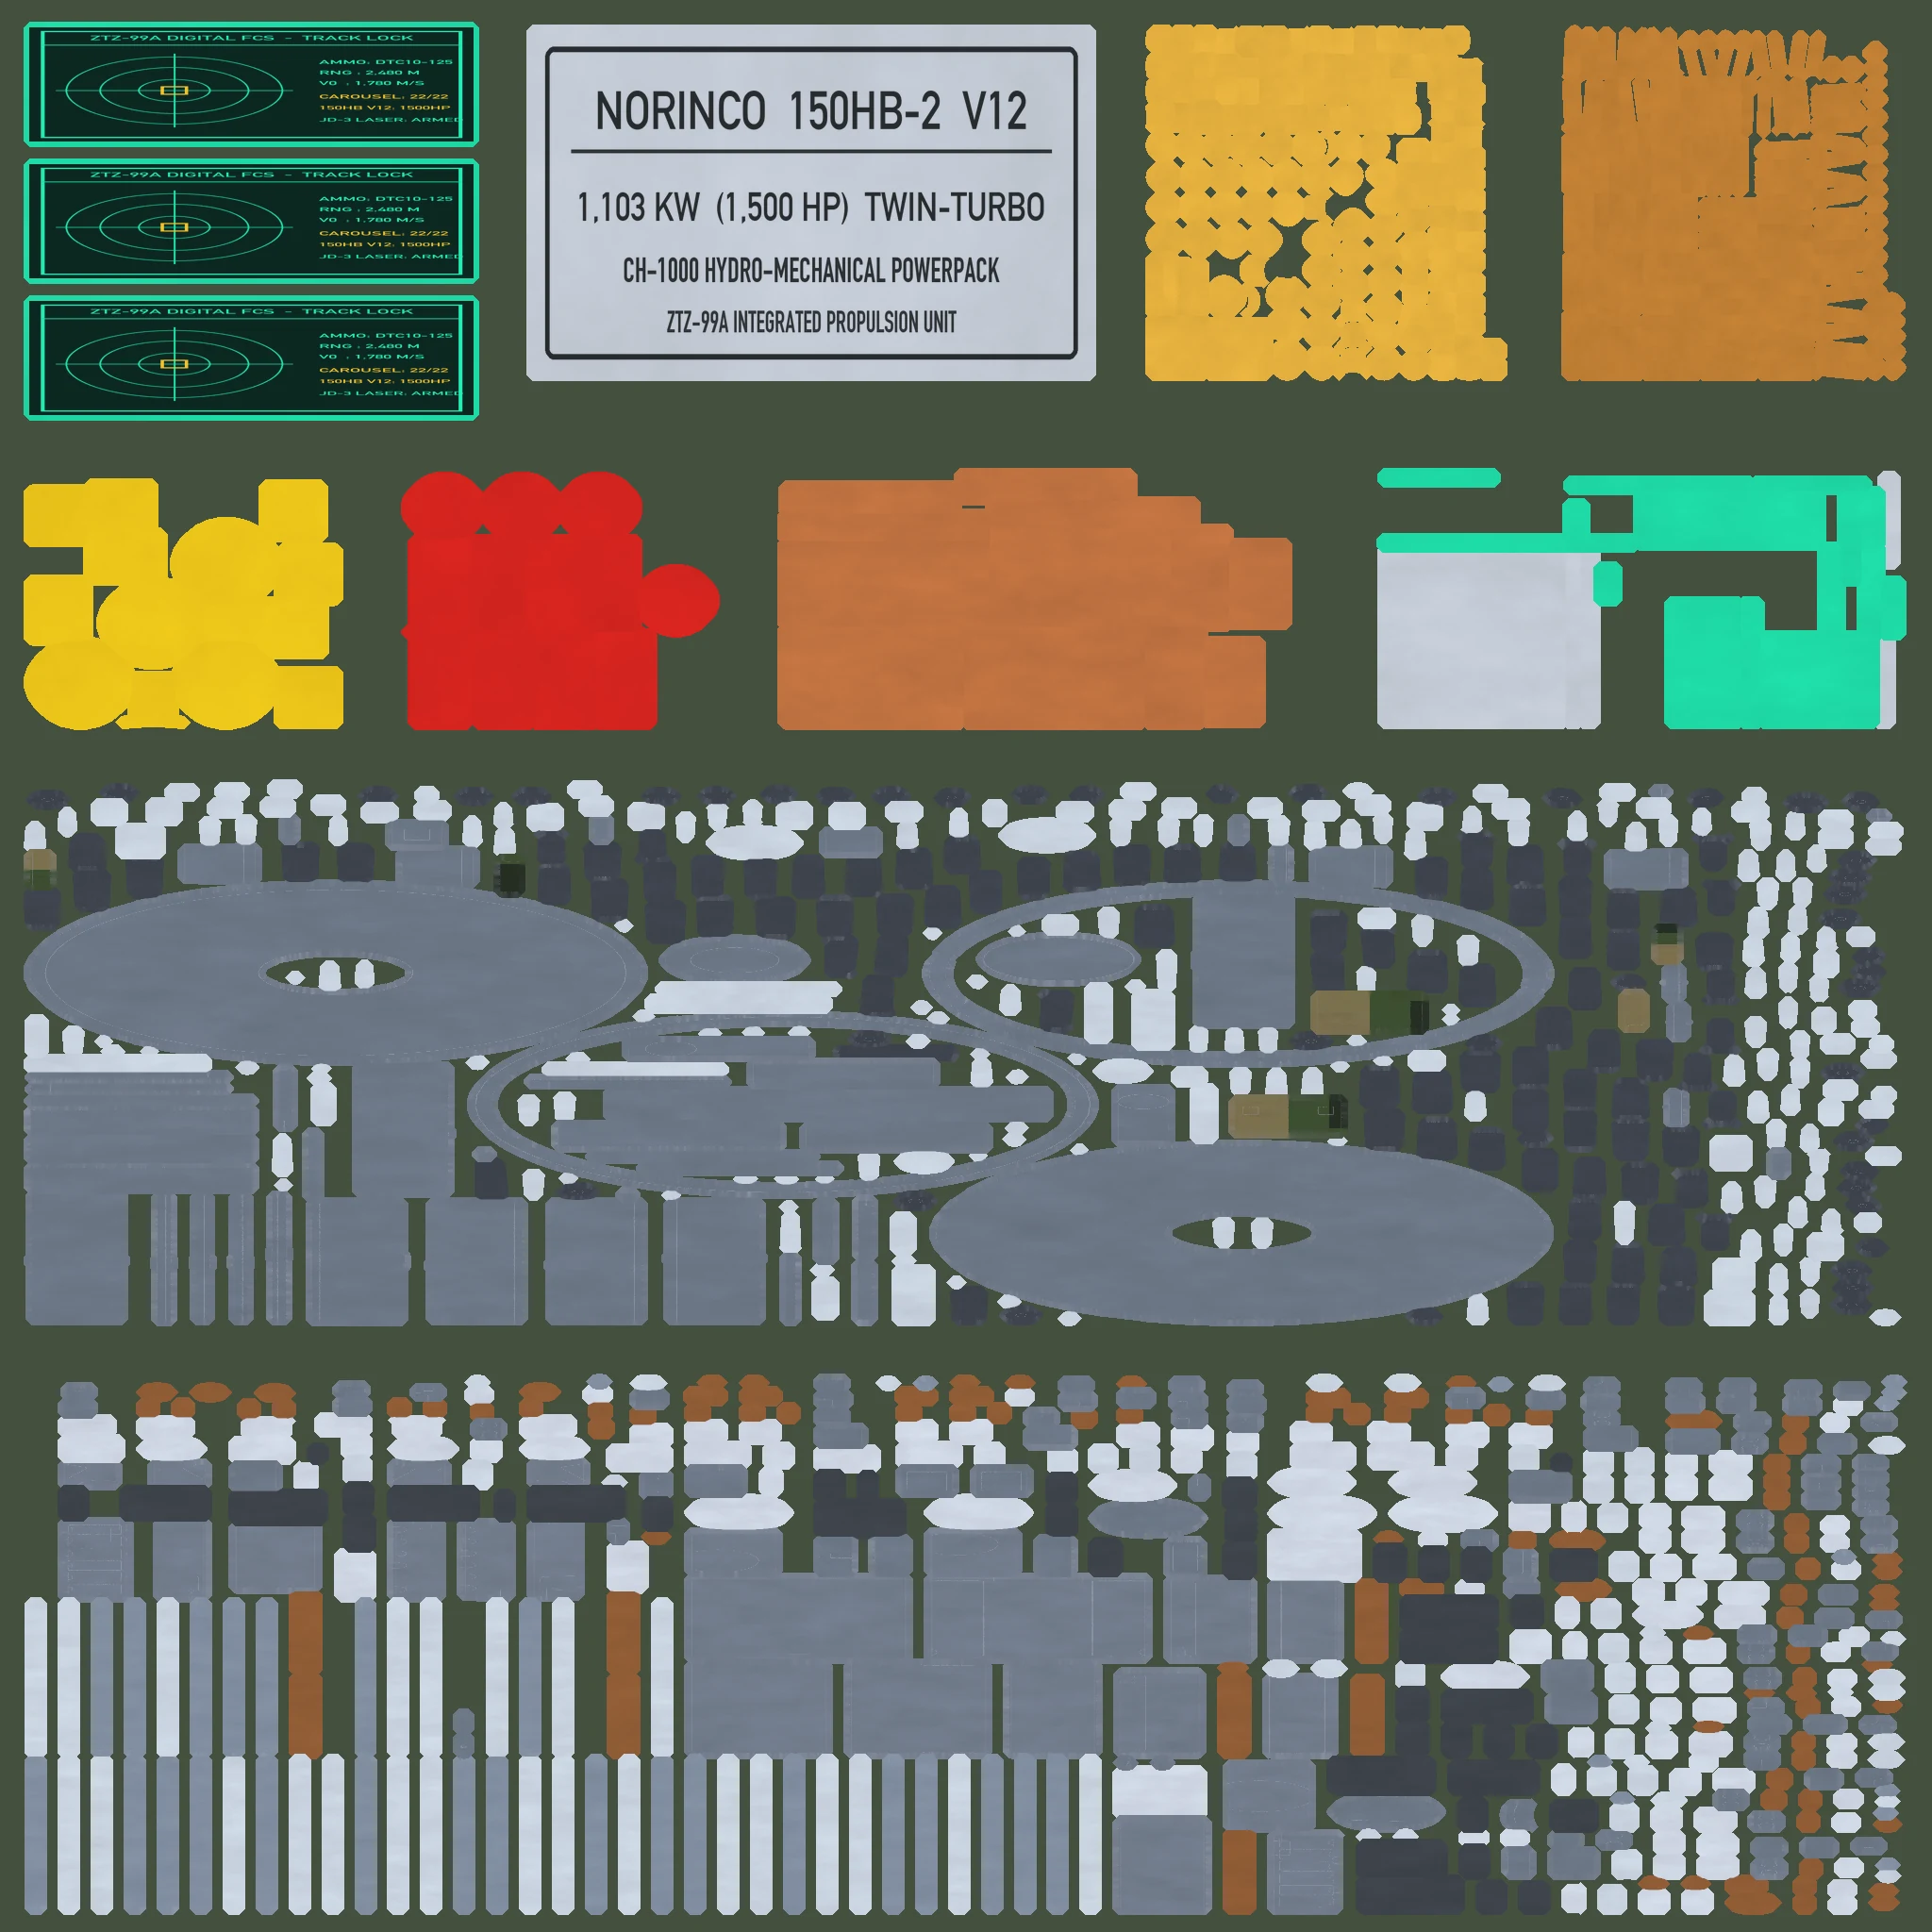 ZTZ-99A DIGITAL FCS - TRACK LOCK
AMMO: DTC10-125
RNG : 2,480 M
V0 : 1,780 M/S
CAROUSEL: 22/22
150HB V12: 1500HP
JD-3 LASER: ARMED
ZTZ-99A DIGITAL FCS - TRACK LOCK
AMMO: DTC10-125
RNG : 2,480 M
V0 : 1,780 M/S
CAROUSEL: 22/22
150HB V12: 1500HP
JD-3 LASER: ARMED
ZTZ-99A DIGITAL FCS - TRACK LOCK
AMMO: DTC10-125
RNG : 2,480 M
V0 : 1,780 M/S
CAROUSEL: 22/22
150HB V12: 1500HP
JD-3 LASER: ARMED
NORINCO 150HB-2 V12
1,103 KW (1,500 HP) TWIN-TURBO
CH-1000 HYDRO-MECHANICAL POWERPACK
ZTZ-99A INTEGRATED PROPULSION UNIT